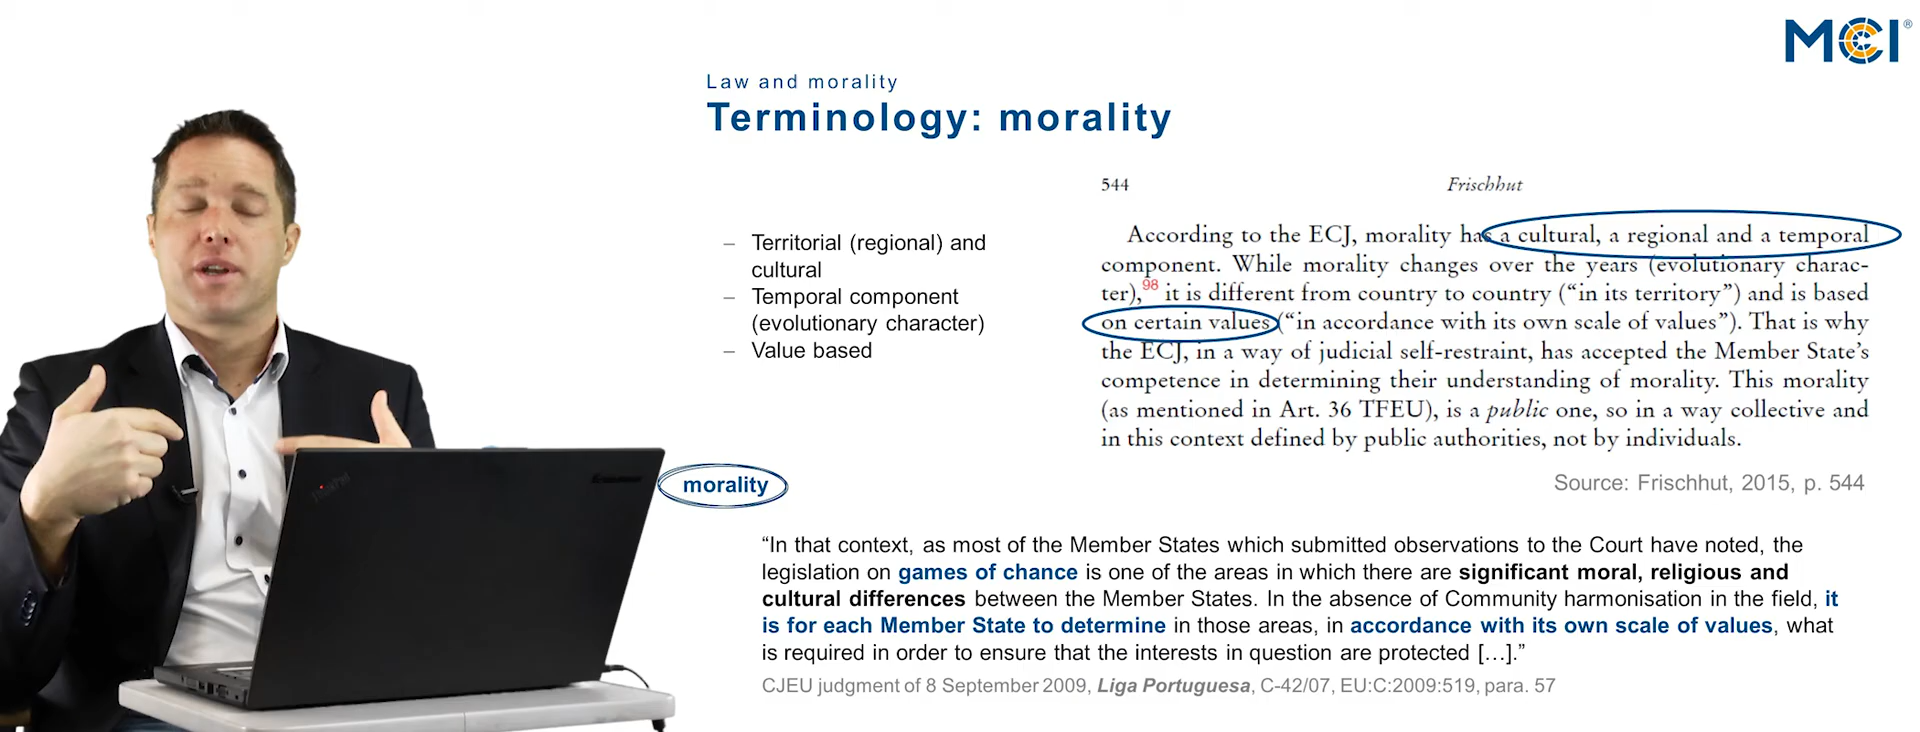 MCI®
Law and morality
Terminology: morality
– Territorial (regional) and
cultural
– Temporal component
(evolutionary character)
– Value based
544 Frischhut
According to the ECJ, morality has a cultural, a regional and a temporal
component. While morality changes over the years (evolutionary charac-
ter),98 it is different from country to country (“in its territory”) and is based
on certain values (“in accordance with its own scale of values”). That is why
the ECJ, in a way of judicial self-restraint, has accepted the Member State’s
competence in determining their understanding of morality. This morality
(as mentioned in Art. 36 TFEU), is a public one, so in a way collective and
in this context defined by public authorities, not by individuals.
Source: Frischhut, 2015, p. 544
morality
“In that context, as most of the Member States which submitted observations to the Court have noted, the
legislation on games of chance is one of the areas in which there are significant moral, religious and
cultural differences between the Member States. In the absence of Community harmonisation in the field, it
is for each Member State to determine in those areas, in accordance with its own scale of values, what
is required in order to ensure that the interests in question are protected […].”
CJEU judgment of 8 September 2009, Liga Portuguesa, C-42/07, EU:C:2009:519, para. 57
ThinkPad